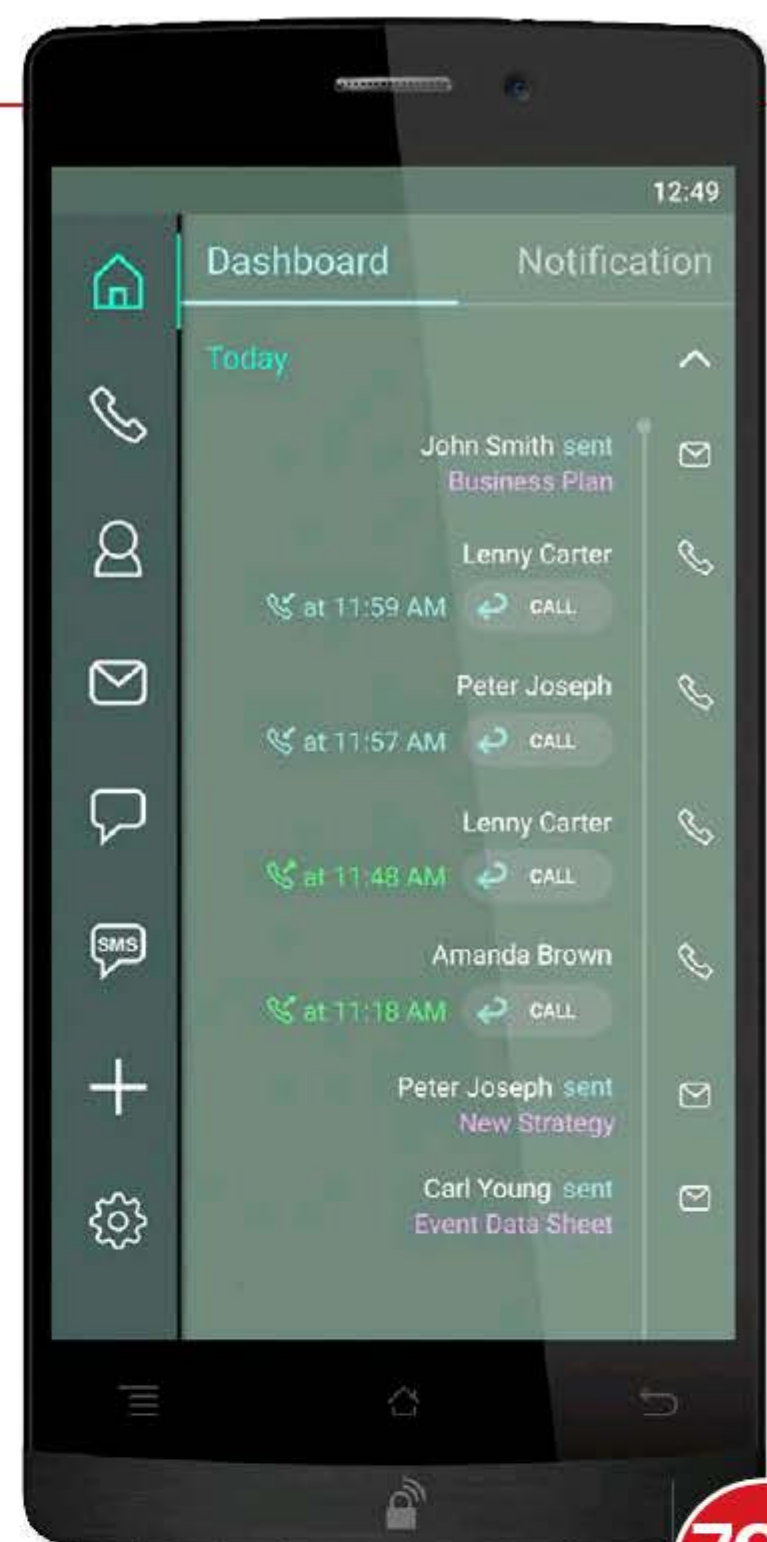 12:49
Dashboard Notification
Today
John Smith sent
Business Plan
Lenny Carter
at 11:59 AM CALL
Peter Joseph
at 11:57 AM CALL
Lenny Carter
at 11:48 AM CALL
SMS
Amanda Brown
at 11:18 AM CALL
Peter Joseph sent
New Strategy
Carl Young sent
Event Data Sheet